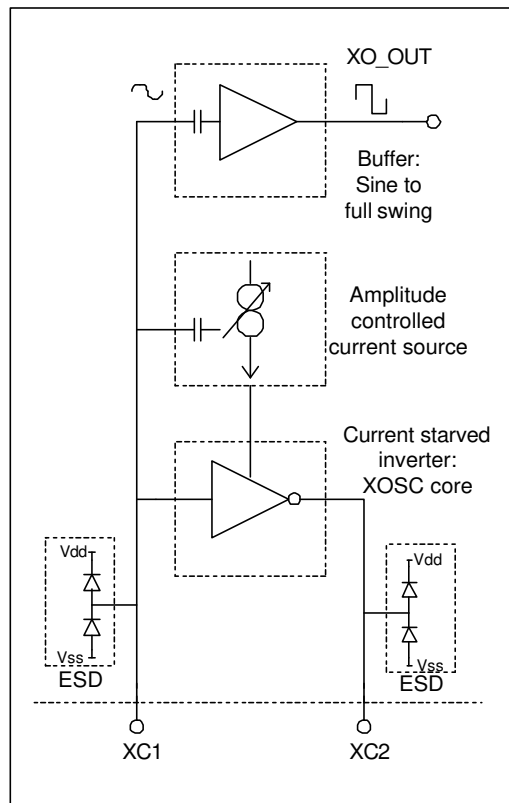 XO_OUT
Buffer:
Sine to
full swing
Amplitude
controlled
current source
Current starved
inverter:
XOSC core
Vdd
Vss
ESD
Vdd
Vss
ESD
XC1
XC2